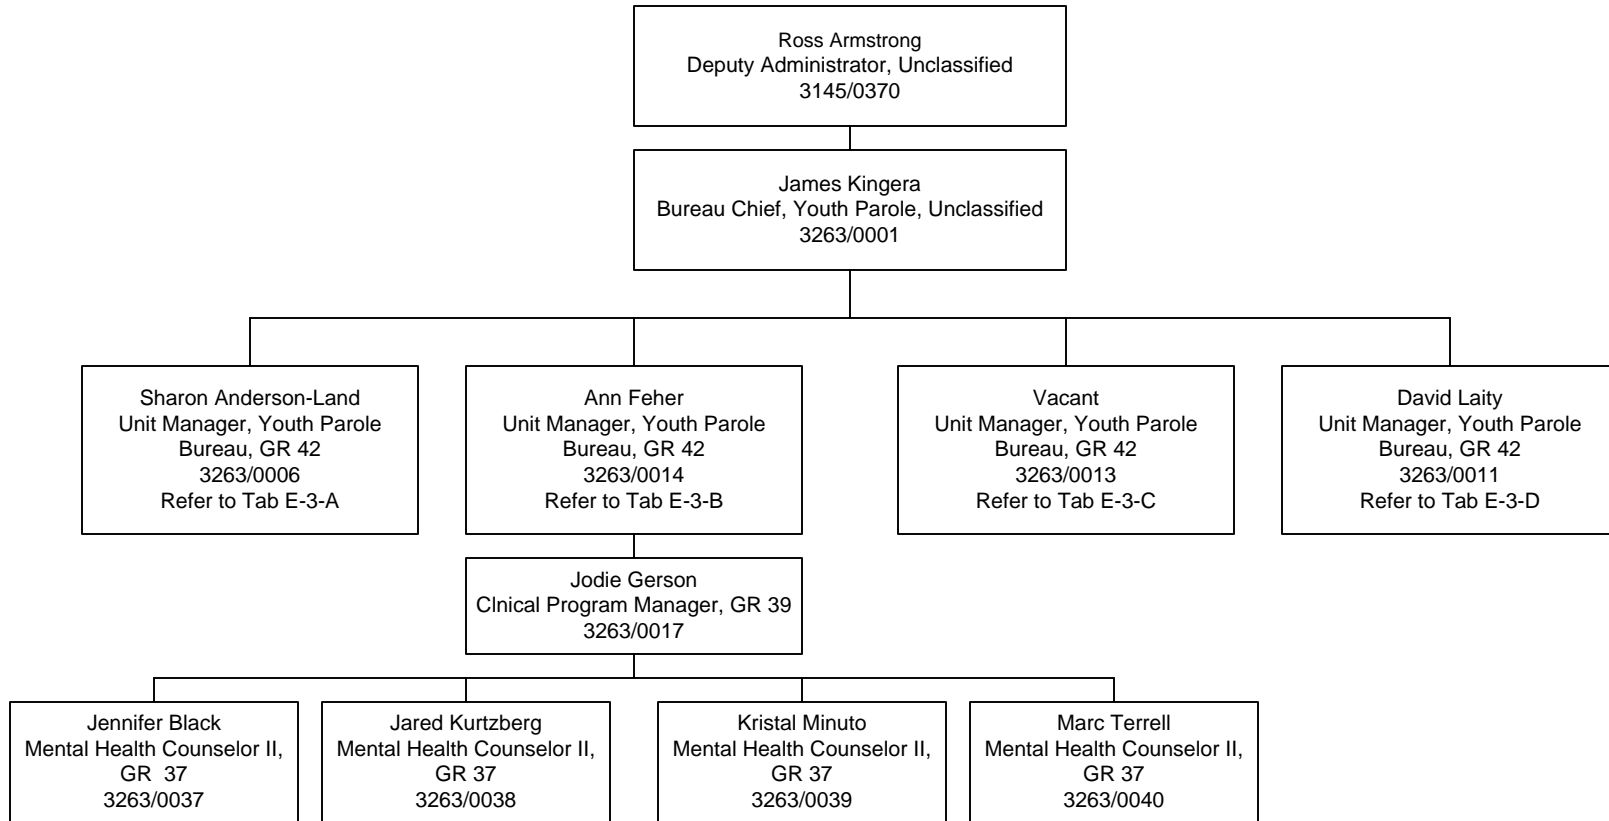 Ross Armstrong
Deputy Administrator, Unclassified
3145/0370
James Kingera
Bureau Chief, Youth Parole, Unclassified
3263/0001
Sharon Anderson-Land
Unit Manager, Youth Parole
Bureau, GR 42
3263/0006
Refer to Tab E-3-A
Ann Feher
Unit Manager, Youth Parole
Bureau, GR 42
3263/0014
Refer to Tab E-3-B
Vacant
Unit Manager, Youth Parole
Bureau, GR 42
3263/0013
Refer to Tab E-3-C
David Laity
Unit Manager, Youth Parole
Bureau, GR 42
3263/0011
Refer to Tab E-3-D
Jodie Gerson
Clnical Program Manager, GR 39
3263/0017
Jennifer Black
Mental Health Counselor II,
GR  37
3263/0037
Jared Kurtzberg
Mental Health Counselor II,
GR 37
3263/0038
Kristal Minuto
Mental Health Counselor II,
GR 37
3263/0039
Marc Terrell
Mental Health Counselor II,
GR 37
3263/0040